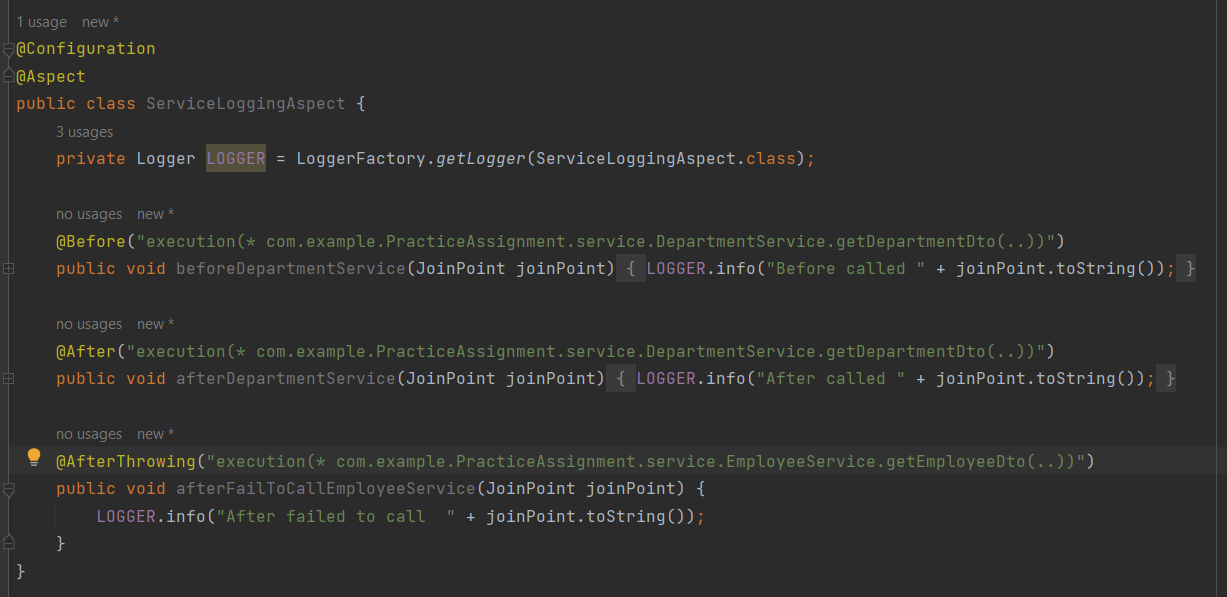 1 usage   new *
@Configuration
@Aspect
public class ServiceLoggingAspect {
    3 usages
    private Logger LOGGER = LoggerFactory.getLogger(ServiceLoggingAspect.class);
    no usages   new *
    @Before("execution(* com.example.PracticeAssignment.service.DepartmentService.getDepartmentDto(..))")
    public void beforeDepartmentService(JoinPoint joinPoint) { LOGGER.info("Before called " + joinPoint.toString()); }
    no usages   new *
    @After("execution(* com.example.PracticeAssignment.service.DepartmentService.getDepartmentDto(..))")
    public void afterDepartmentService(JoinPoint joinPoint) { LOGGER.info("After called " + joinPoint.toString()); }
    no usages   new *
    @AfterThrowing("execution(* com.example.PracticeAssignment.service.EmployeeService.getEmployeeDto(..))")
    public void afterFailToCallEmployeeService(JoinPoint joinPoint) {
        LOGGER.info("After failed to call  " + joinPoint.toString());
    }
}